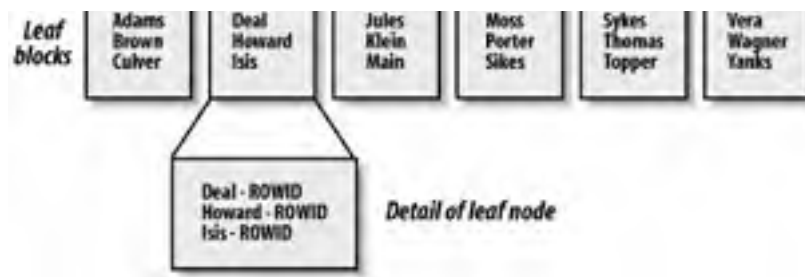 Leaf
blocks
Adams
Brown
Culver
Deal
Howard
Isis
Jules
Klein
Main
Moss
Porter
Sikes
Sykes
Thomas
Topper
Vera
Wagner
Yanks
Deal - ROWID
Howard - ROWID
Isis - ROWID
Detail of leaf node